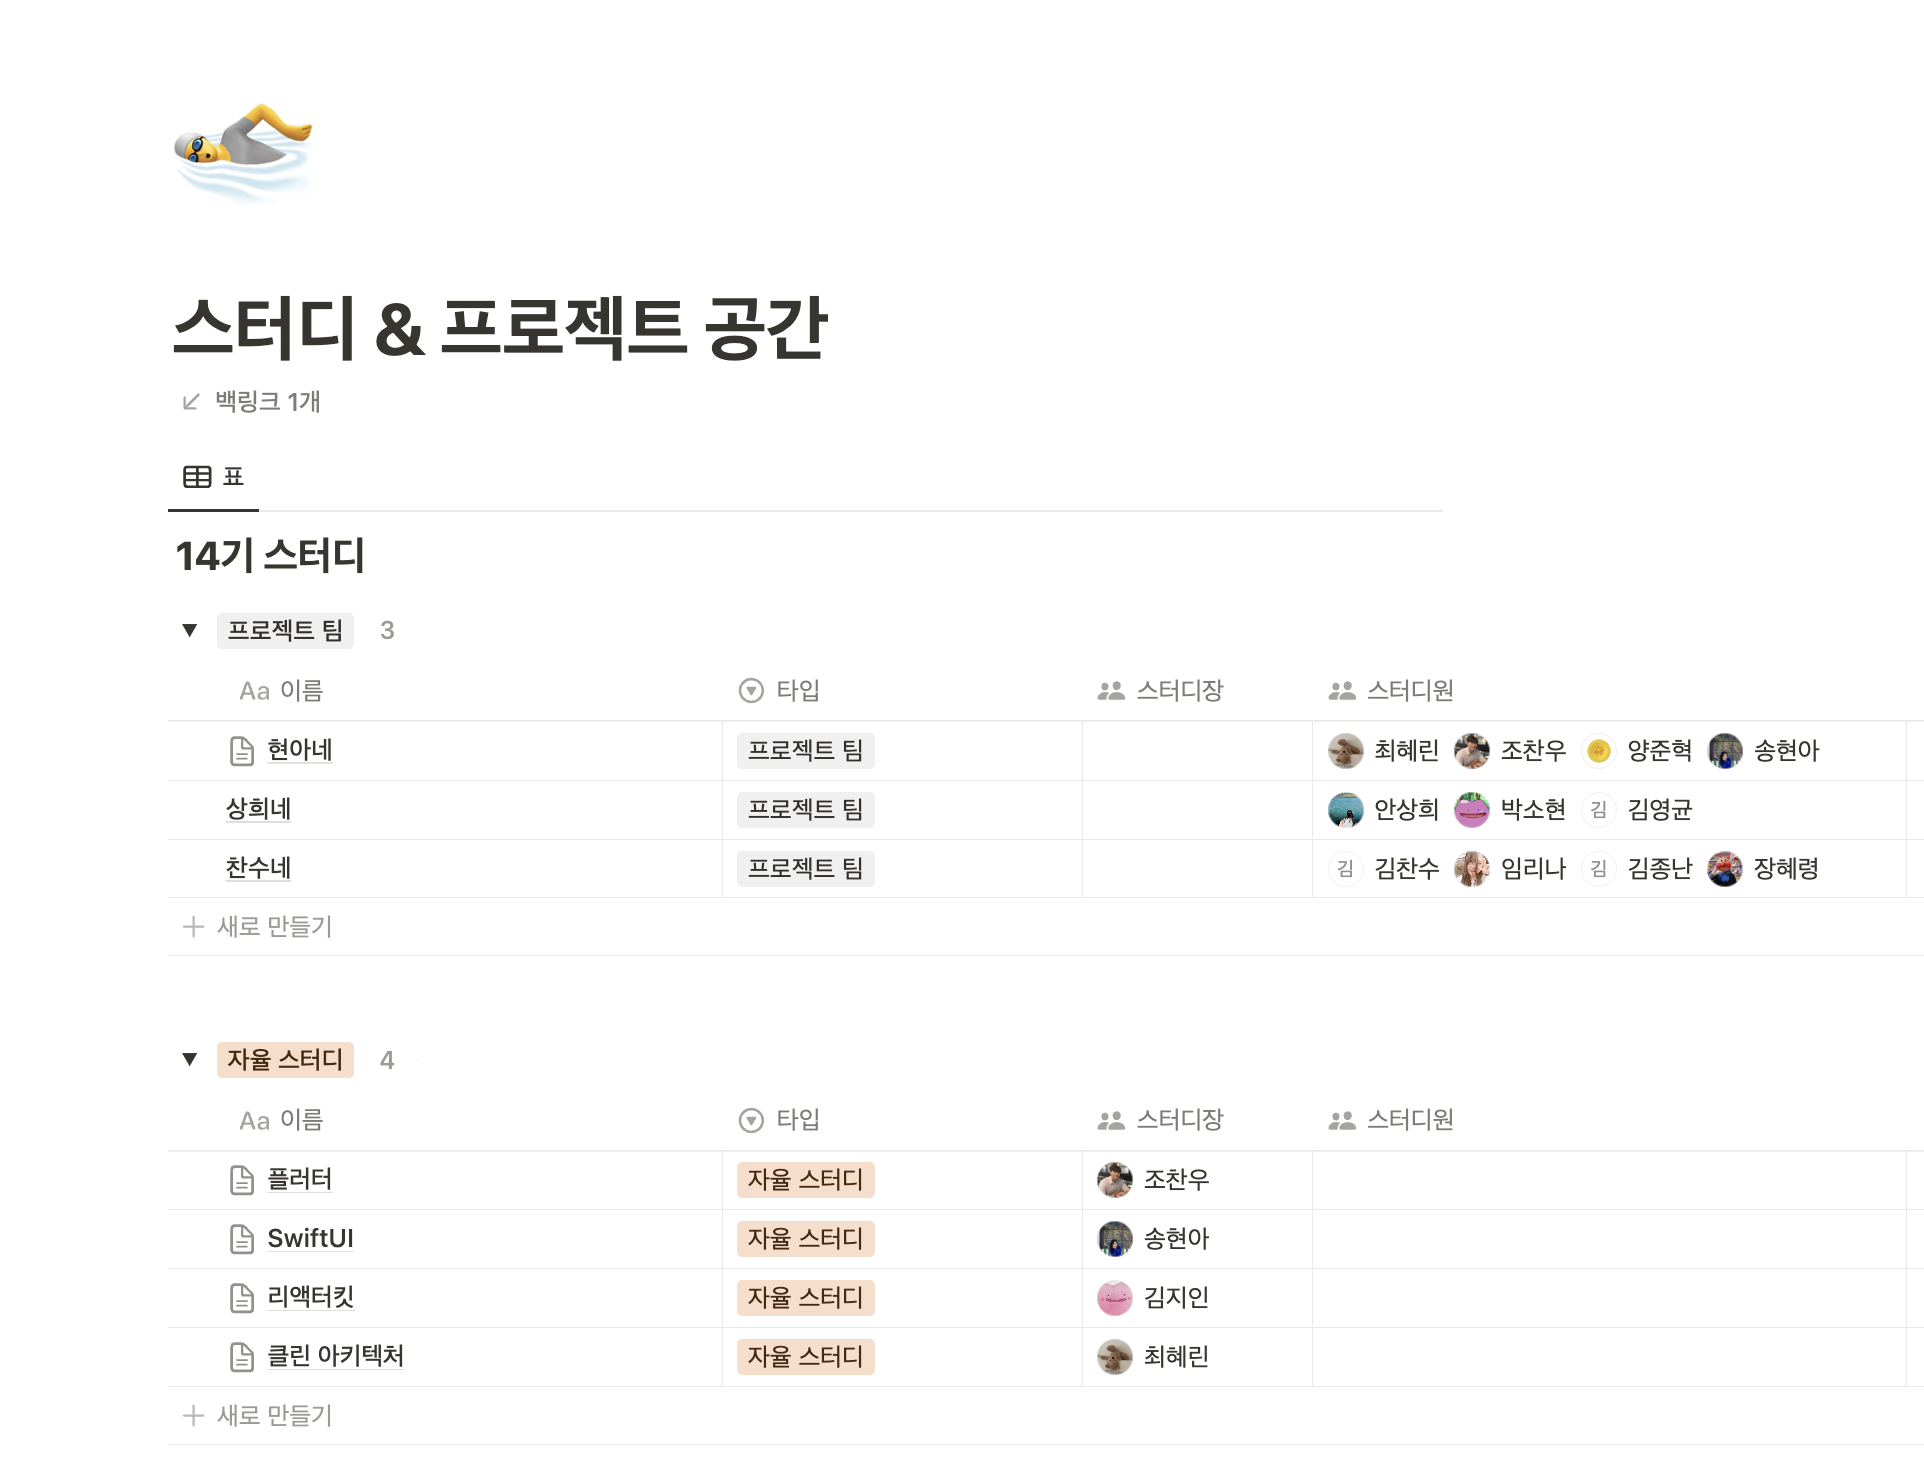 스터디 & 프로젝트 공간
백링크 1개
표
14기 스터디
프로젝트 팀 3
Aa 이름 타입 스터디장 스터디원
현아네 프로젝트 팀 최혜린 조찬우 양준혁 송현아
상희네 프로젝트 팀 안상희 박소현 김 김영균
찬수네 프로젝트 팀 김 김찬수 임리나 김 김종난 장혜령
새로 만들기
자율 스터디 4
Aa 이름 타입 스터디장 스터디원
플러터 자율 스터디 조찬우
SwiftUI 자율 스터디 송현아
리액터킷 자율 스터디 김지인
클린 아키텍처 자율 스터디 최혜린
새로 만들기